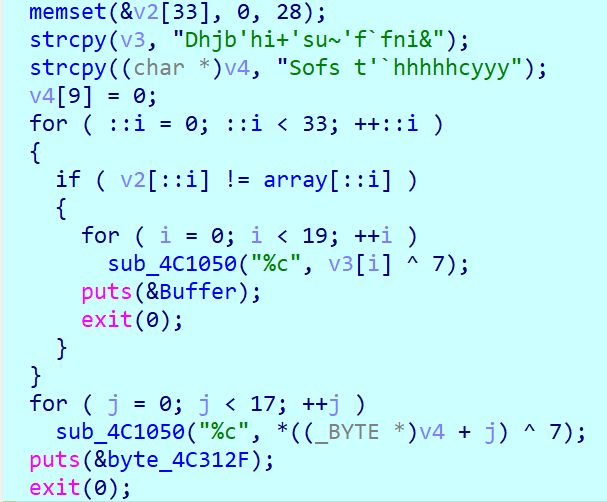 memset(&v2[33], 0, 28);
strcpy(v3, "Dhjb'hi+'su~'f`fni&");
strcpy((char *)v4, "Sofs t'`hhhhhcyyy");
v4[9] = 0;
for ( ::i = 0; ::i < 33; ++::i )
{
if ( v2[::i] != array[::i] )
{
for ( i = 0; i < 19; ++i )
sub_4C1050("%c", v3[i] ^ 7);
puts(&Buffer);
exit(0);
}
}
for ( j = 0; j < 17; ++j )
sub_4C1050("%c", *((_BYTE *)v4 + j) ^ 7);
puts(&byte_4C312F);
exit(0);